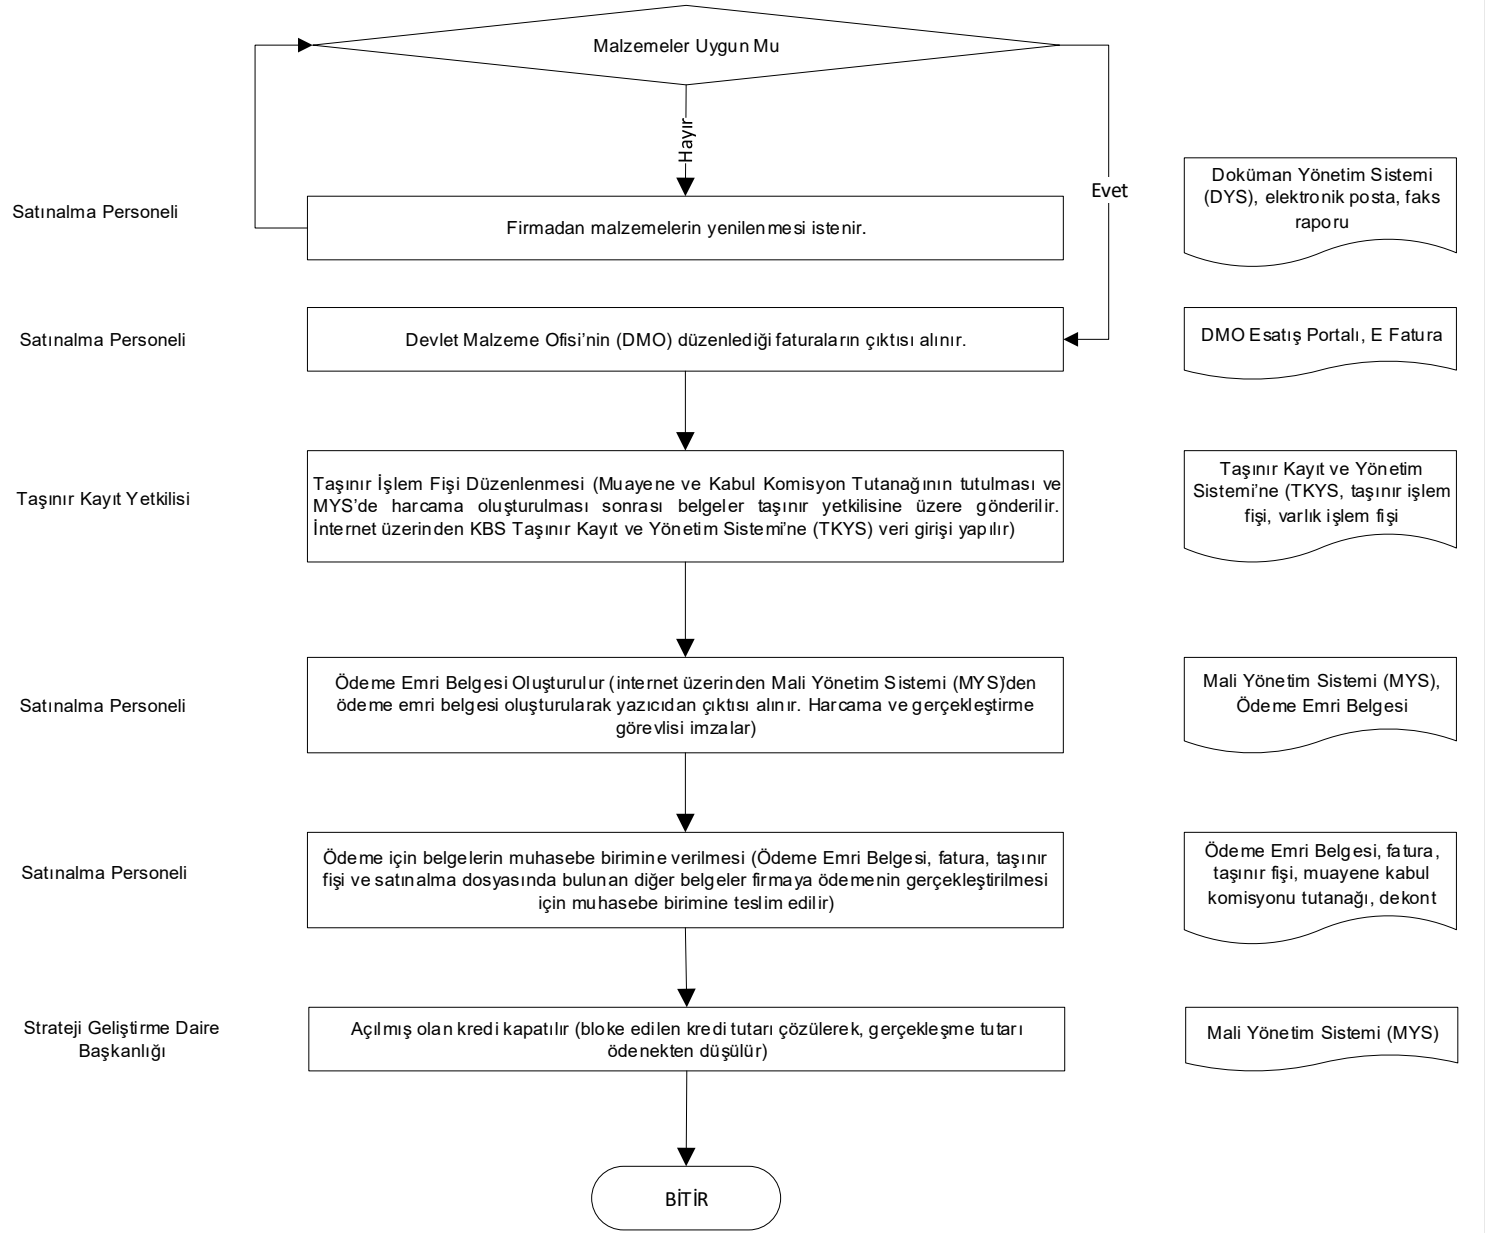 Malzemeler Uygun Mu
Hayır
Evet
Satınalma Personeli
Firmadan malzemelerin yenilenmesi istenir.
Doküman Yönetim Sistemi
(DYS), elektronik posta, faks
raporu
Satınalma Personeli
Devlet Malzeme Ofisi’nin (DMO) düzenlediği faturaların çıktısı alınır.
DMO Esatış Portalı, E Fatura
Taşınır Kayıt Yetkilisi
Taşınır İşlem Fişi Düzenlenmesi (Muayene ve Kabul Komisyon Tutanağının tutulması ve
MYS’de harcama oluşturulması sonrası belgeler taşınır yetkilisine üzere gönderilir.
İnternet üzerinden KBS Taşınır Kayıt ve Yönetim Sistemi’ne (TKYS) veri girişi yapılır)
Taşınır Kayıt ve Yönetim
Sistemi’ne (TKYS, taşınır işlem
fişi, varlık işlem fişi
Satınalma Personeli
Ödeme Emri Belgesi Oluşturulur (internet üzerinden Mali Yönetim Sistemi (MYS)’den
ödeme emri belgesi oluşturularak yazıcıdan çıktısı alınır. Harcama ve gerçekleştirme
görevlisi imzalar)
Mali Yönetim Sistemi (MYS),
Ödeme Emri Belgesi
Satınalma Personeli
Ödeme için belgelerin muhasebe birimine verilmesi (Ödeme Emri Belgesi, fatura, taşınır
fişi ve satınalma dosyasında bulunan diğer belgeler firmaya ödemenin gerçekleştirilmesi
için muhasebe birimine teslim edilir)
Ödeme Emri Belgesi, fatura,
taşınır fişi, muayene kabul
komisyonu tutanağı, dekont
Strateji Geliştirme Daire
Başkanlığı
Açılmış olan kredi kapatılır (bloke edilen kredi tutarı çözülerek, gerçekleşme tutarı
ödenekten düşülür)
Mali Yönetim Sistemi (MYS)
BİTİR